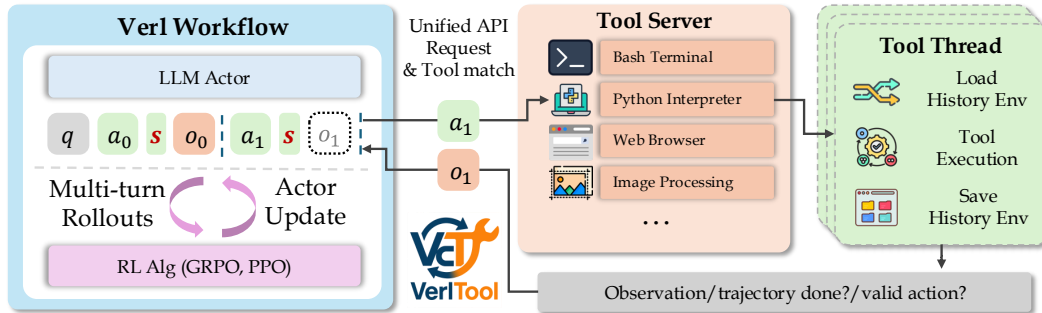 Verl Workflow
LLM Actor
q a₀ s o₀ a₁ s o₁
Multi-turn
Rollouts
Actor
Update
RL Alg (GRPO, PPO)
Unified API
Request
& Tool match
a₁
o₁
VcT
VerlTool
Tool Server
Bash Terminal
Python Interpreter
Web Browser
Image Processing
...
Tool Thread
Load
History Env
Tool
Execution
Save
History Env
Observation/trajectory done?/valid action?